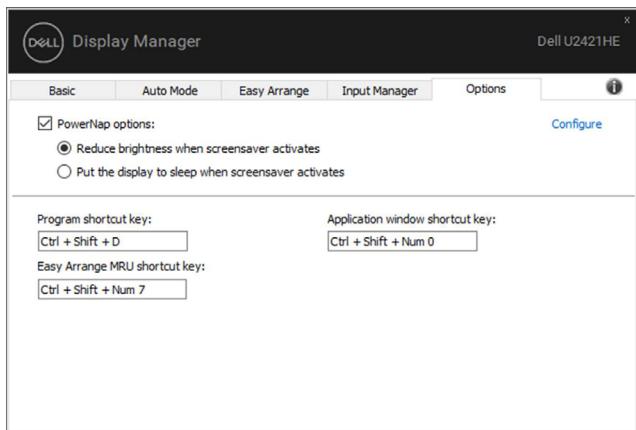 DELL Display Manager
Dell U2421HE
x
Basic Auto Mode Easy Arrange Input Manager Options
PowerNap options:
Configure
Reduce brightness when screensaver activates
Put the display to sleep when screensaver activates
Program shortcut key:
Ctrl + Shift + D
Application window shortcut key:
Ctrl + Shift + Num 0
Easy Arrange MRU shortcut key:
Ctrl + Shift + Num 7